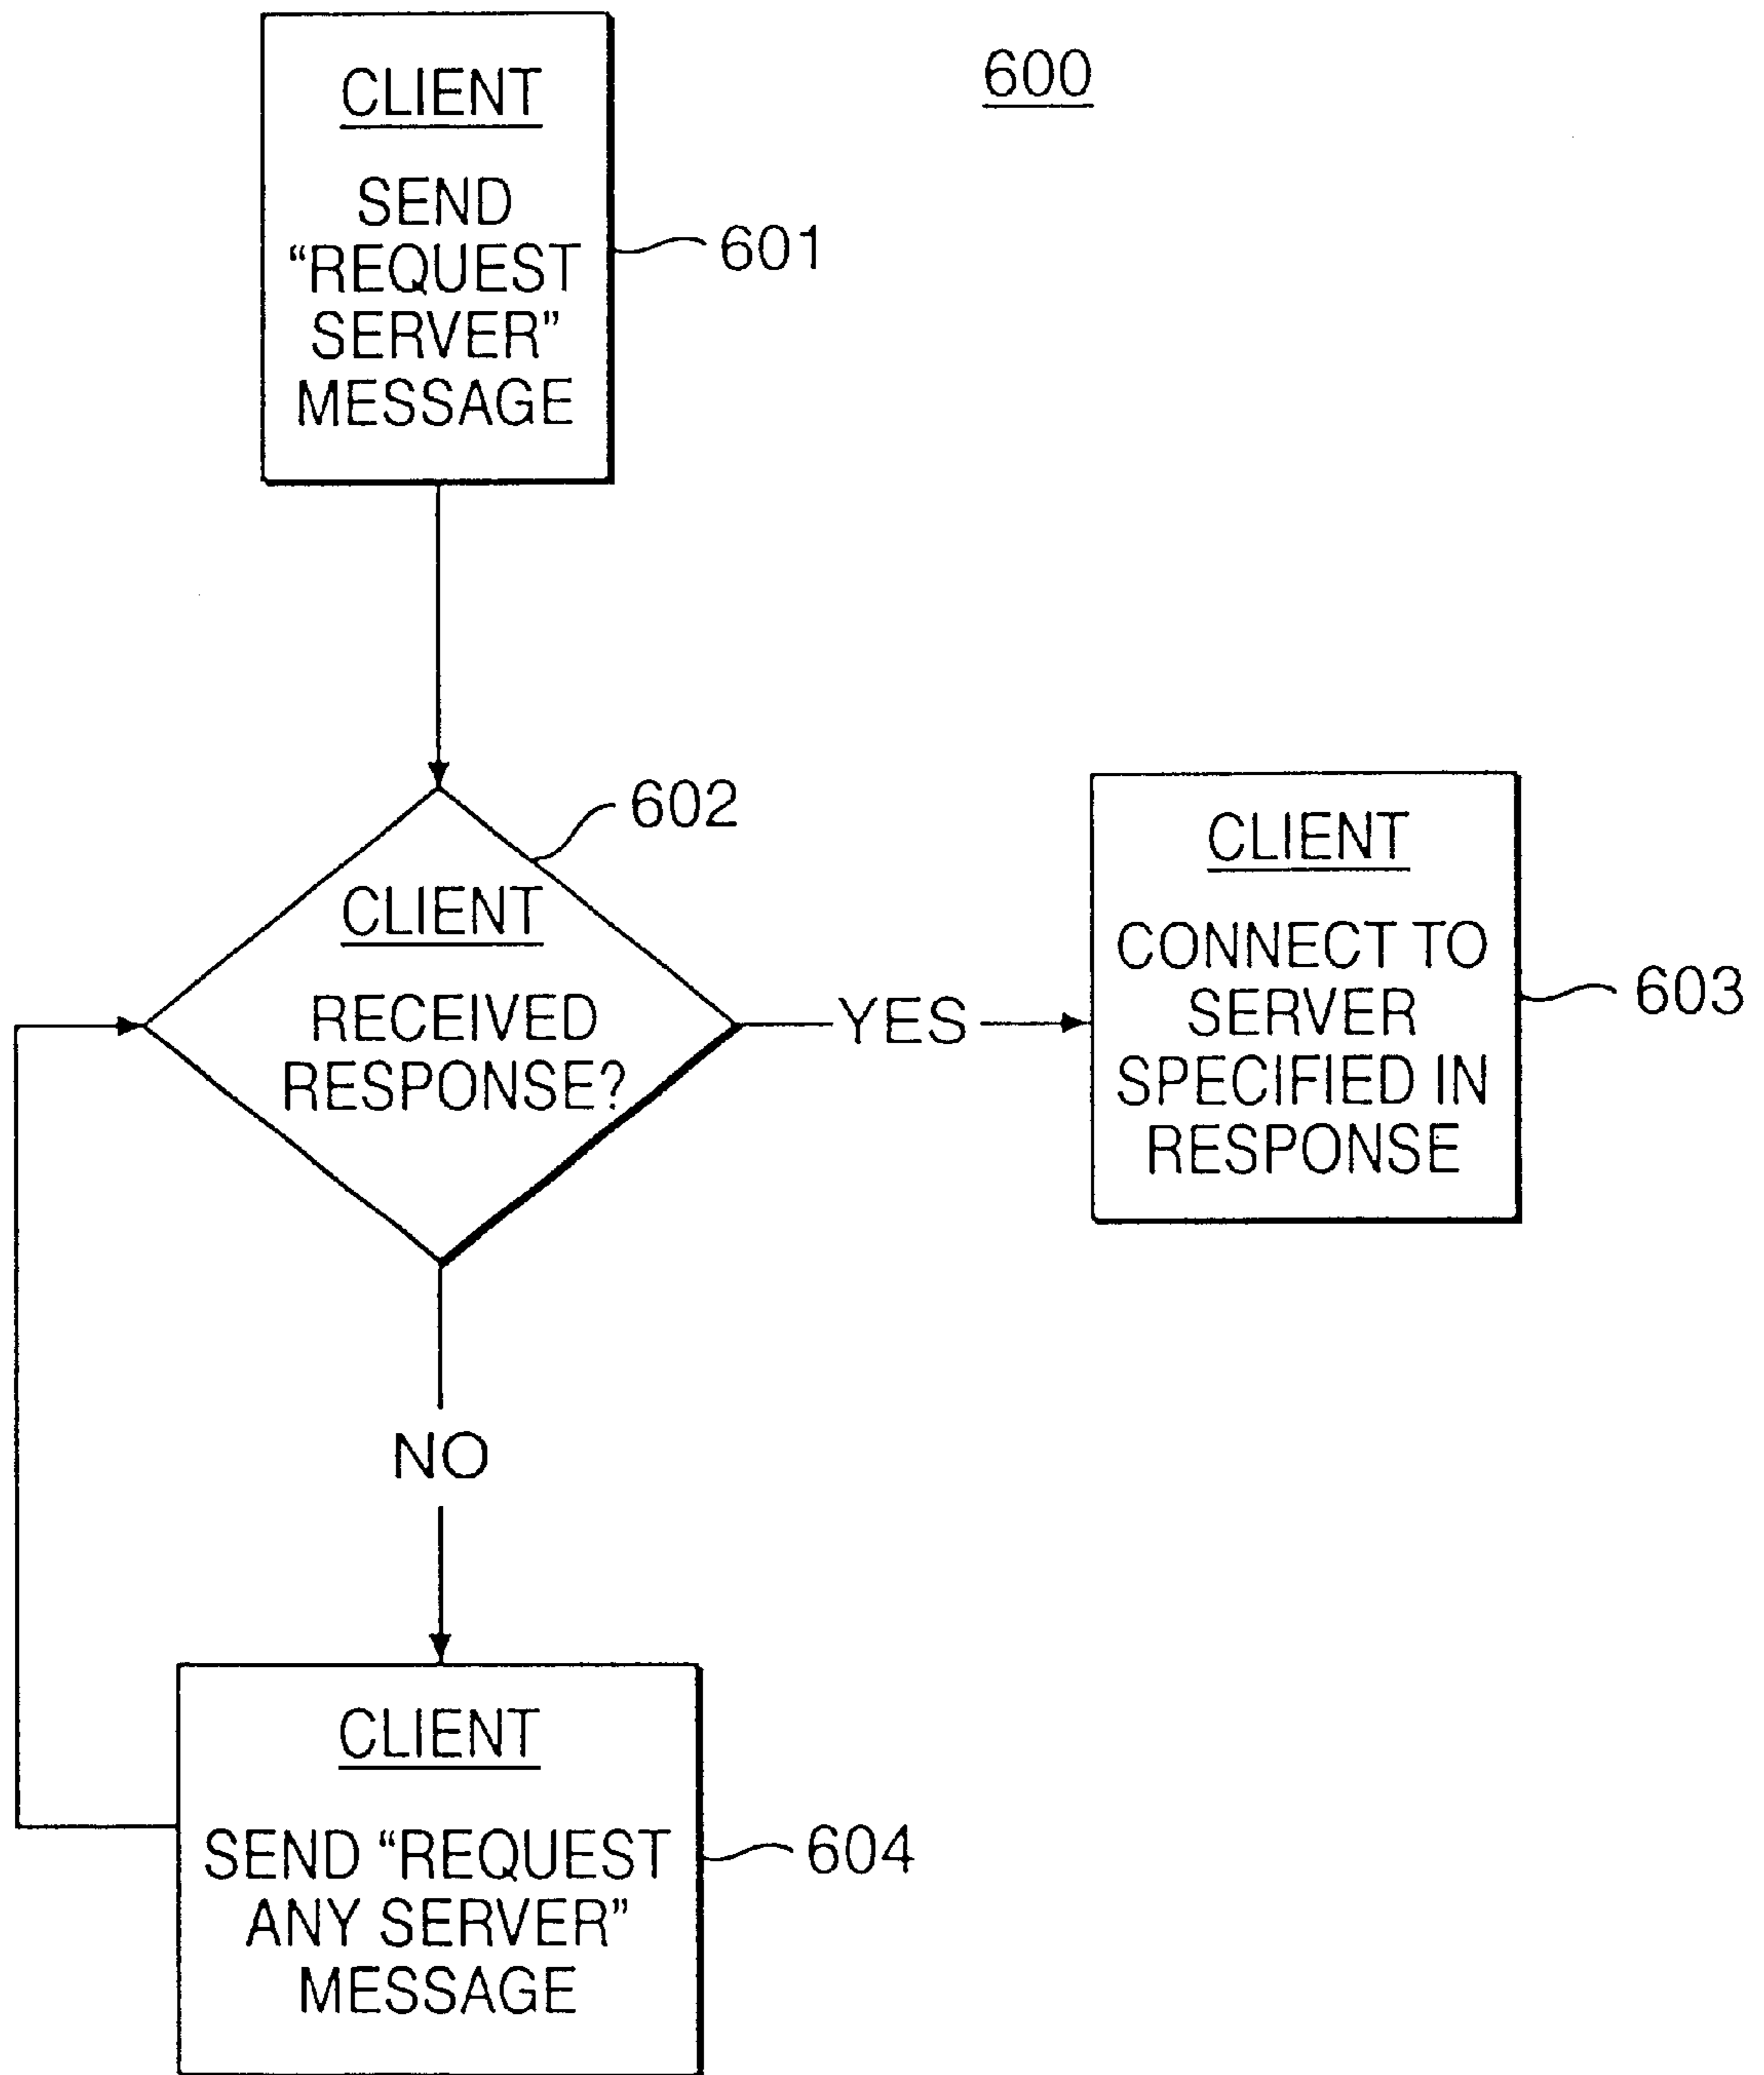 600
CLIENT
SEND
“REQUEST
SERVER”
MESSAGE
601
602
CLIENT
RECEIVED
RESPONSE?
YES
CLIENT
CONNECT TO
SERVER
SPECIFIED IN
RESPONSE
603
NO
CLIENT
SEND “REQUEST
ANY SERVER”
MESSAGE
604